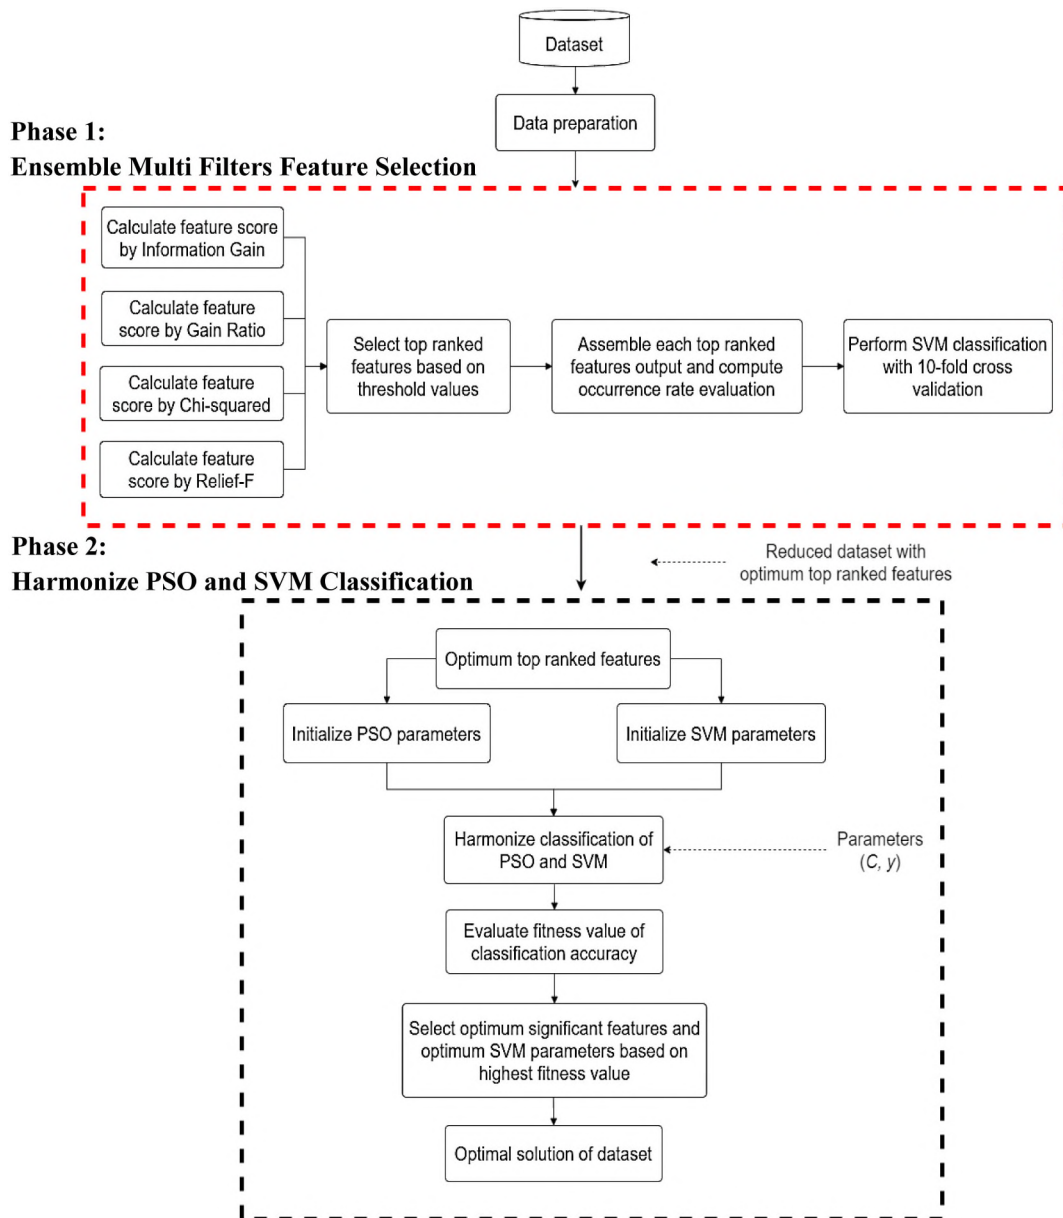 Dataset
Data preparation
Phase 1:
Ensemble Multi Filters Feature Selection
Calculate feature score
by Information Gain
Calculate feature
score by Gain Ratio
Calculate feature
score by Chi-squared
Calculate feature
score by Relief-F
Select top ranked
features based on
threshold values
Assemble each top ranked
features output and compute
occurrence rate evaluation
Perform SVM classification
with 10-fold cross
validation
Phase 2:
Harmonize PSO and SVM Classification
Reduced dataset with
optimum top ranked features
Optimum top ranked features
Initialize PSO parameters
Initialize SVM parameters
Harmonize classification of
PSO and SVM
Parameters
(C, y)
Evaluate fitness value of
classification accuracy
Select optimum significant features and
optimum SVM parameters based on
highest fitness value
Optimal solution of dataset